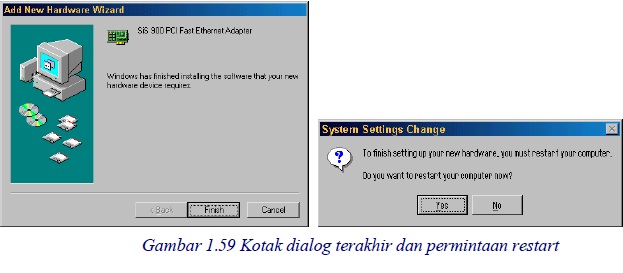 Add New Hardware Wizard
SiS 900 PCI Fast Ethernet Adapter
Windows has finished installing the software that your new
hardware device requires.
< Back
Finish
Cancel
System Settings Change
To finish setting up your new hardware, you must restart your computer.
Do you want to restart your computer now?
Yes
No
Gambar 1.59 Kotak dialog terakhir dan permintaan restart